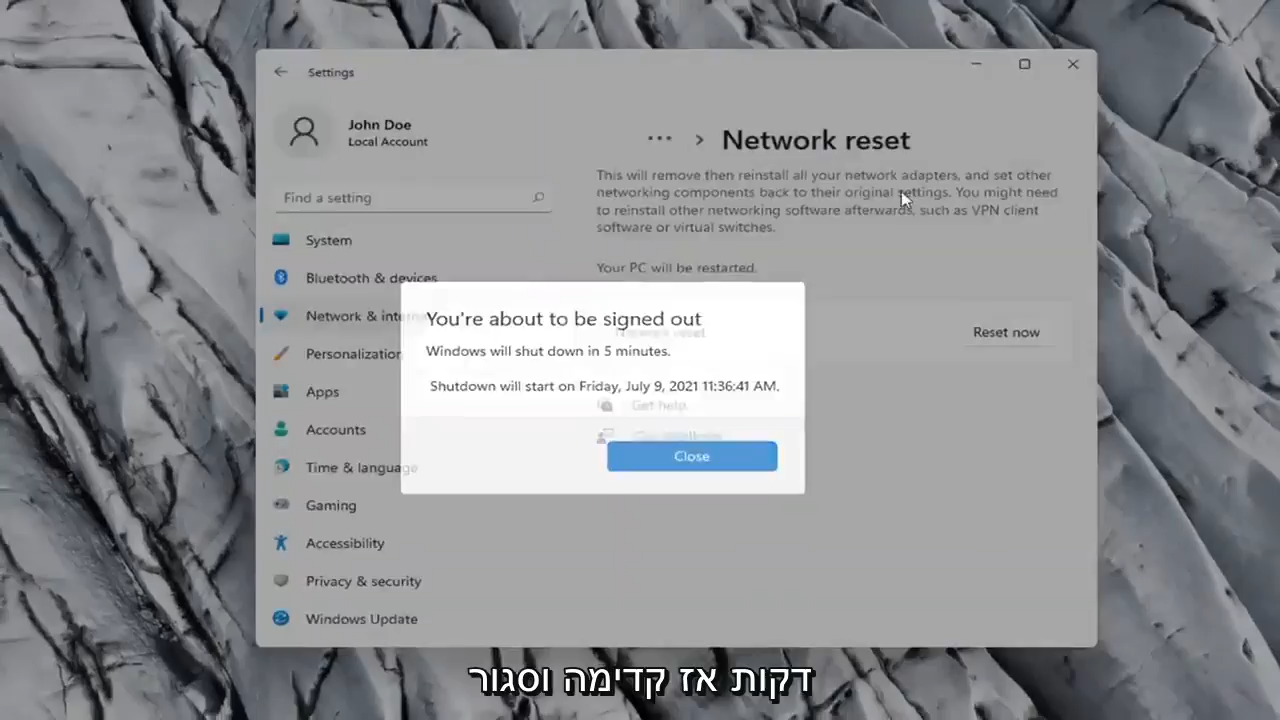 Settings
John Doe
Local Account
Find a setting
System
Bluetooth & devices
Network & inte
Personalization
Apps
Accounts
Time & language
Gaming
Accessibility
Privacy & security
Windows Update
... > Network reset
This will remove then reinstall all your network adapters, and set other
networking components back to their original settings. You might need
to reinstall other networking software afterwards, such as VPN client
software or virtual switches.
Your PC will be restarted.
Network reset
Reset now
You're about to be signed out
Windows will shut down in 5 minutes.
Shutdown will start on Friday, July 9, 2021 11:36:41 AM.
Get help
Close
דקות אז קדימה וסגור